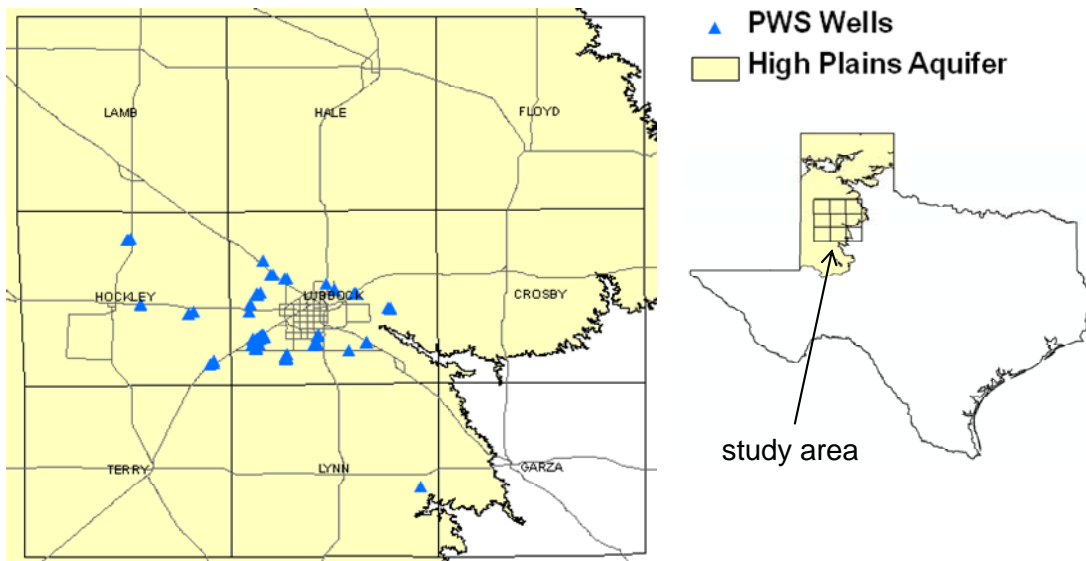 PWS Wells
High Plains Aquifer
LAMB
HALE
FLOYD
HOCKLEY
LUBBOCK
CROSBY
TERRY
LYNN
GARZA
study area